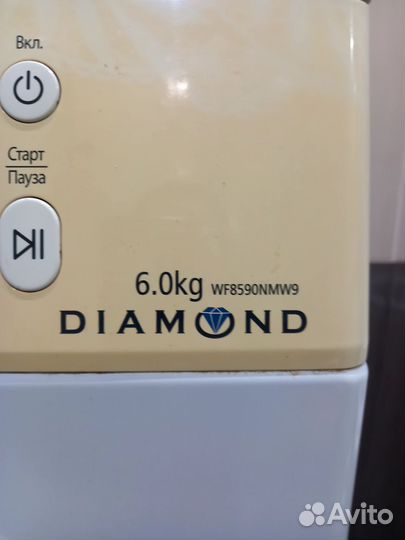 Вкл.
Старт
Пауза
6.0kg WF8590NMW9
DIAMOND
Avito